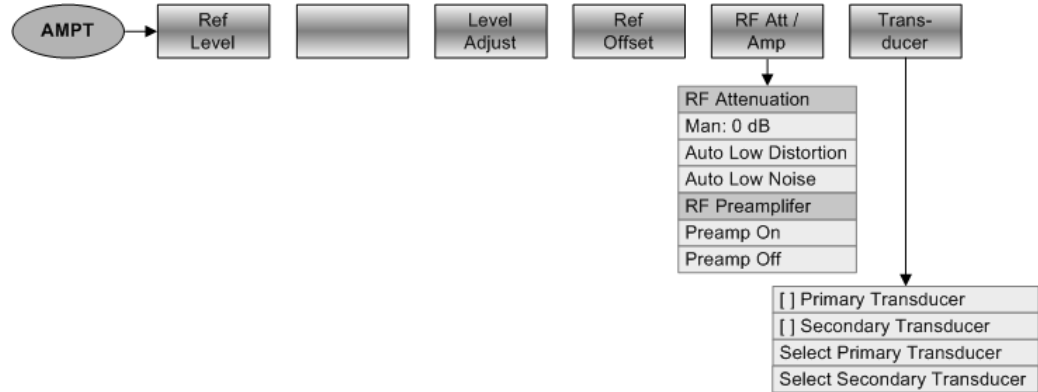 AMPT
Ref
Level
Level
Adjust
Ref
Offset
RF Att /
Amp
Trans-
ducer
RF Attenuation
Man: 0 dB
Auto Low Distortion
Auto Low Noise
RF Preamplifer
Preamp On
Preamp Off
[ ] Primary Transducer
[ ] Secondary Transducer
Select Primary Transducer
Select Secondary Transducer